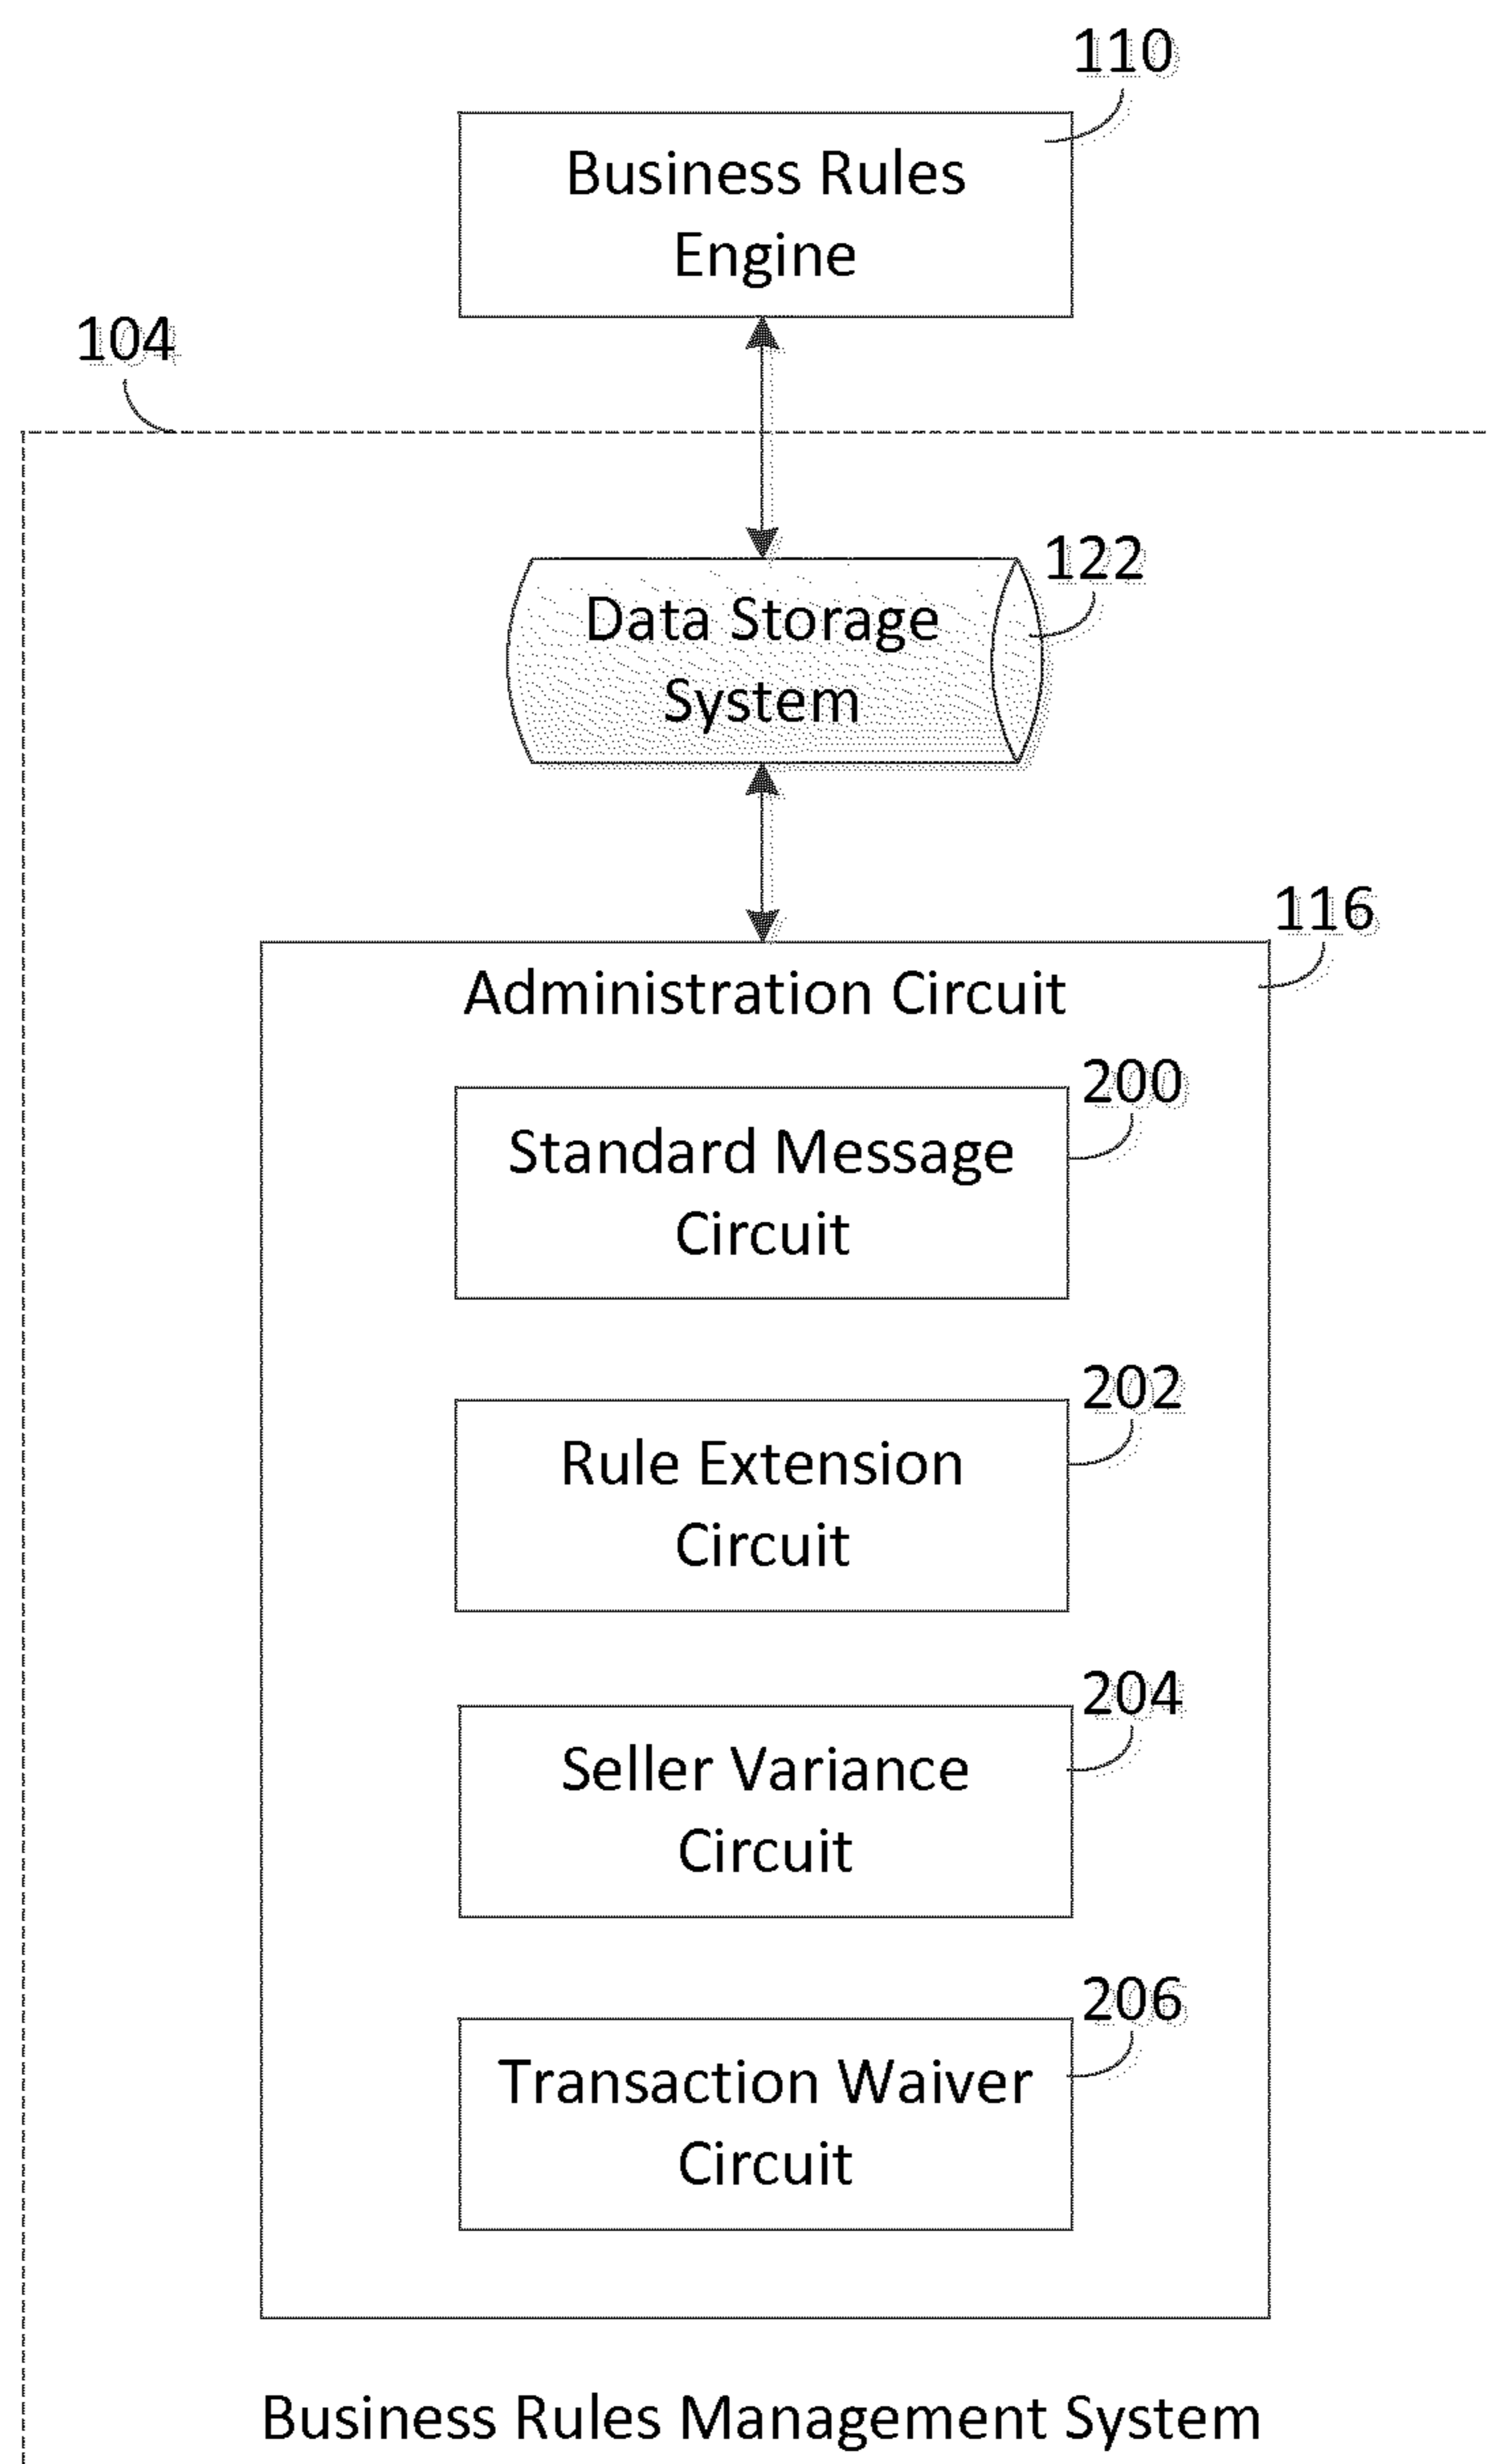 110
Business Rules
Engine
104
122
Data Storage
System
116
Administration Circuit
200
Standard Message
Circuit
202
Rule Extension
Circuit
204
Seller Variance
Circuit
206
Transaction Waiver
Circuit
Business Rules Management System